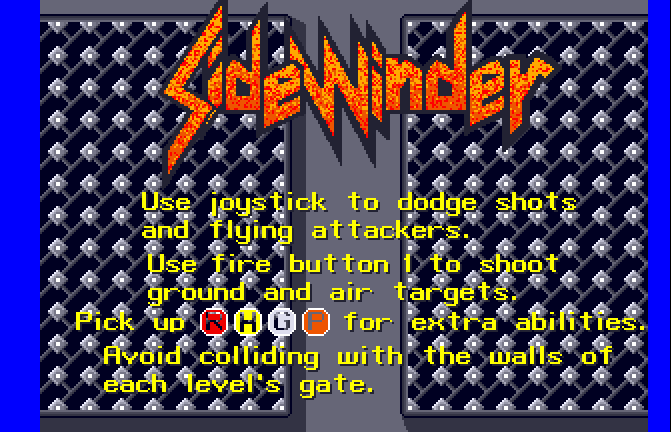 SideWinder
Use joystick to dodge shots
and flying attackers.
Use fire button 1 to shoot
ground and air targets.
Pick up R H G P for extra abilities.
Avoid colliding with the walls of
each level's gate.